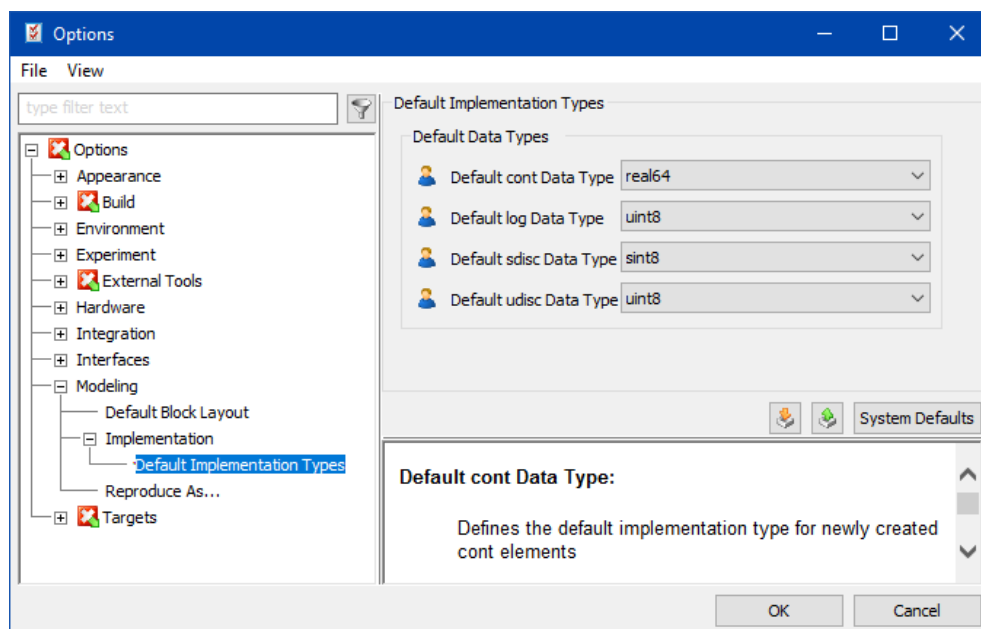 Options
File View
type filter text
Options
Appearance
Build
Environment
Experiment
External Tools
Hardware
Integration
Interfaces
Modeling
Default Block Layout
Implementation
Default Implementation Types
Reproduce As...
Targets
Default Implementation Types
Default Data Types
Default cont Data Type real64
Default log Data Type uint8
Default sdisc Data Type sint8
Default udisc Data Type uint8
System Defaults
Default cont Data Type:
Defines the default implementation type for newly created
cont elements
OK Cancel